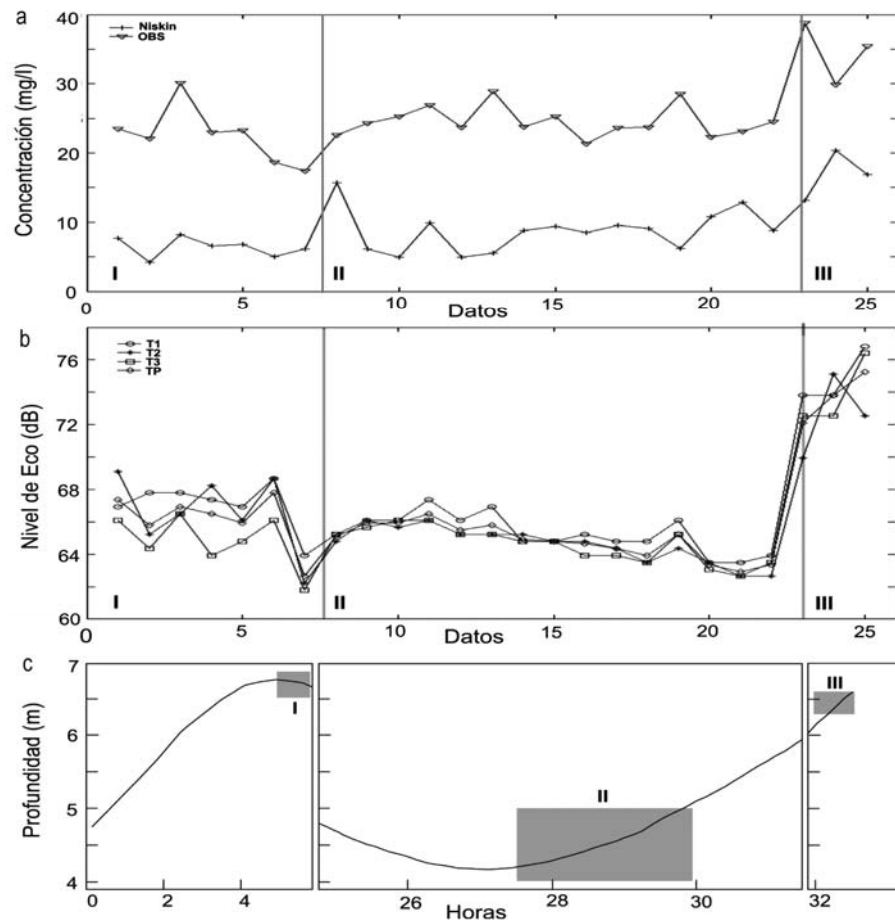 a
Niskin
OBS
Concentración (mg/l)
40
30
20
10
0
I
II
III
0
5
10
15
20
25
Datos
b
T1
T2
T3
TP
Nivel de Eco (dB)
76
72
68
64
60
I
II
III
0
5
10
15
20
25
Datos
c
Profundidad (m)
7
6
5
4
I
II
III
0
2
4
26
28
30
32
Horas